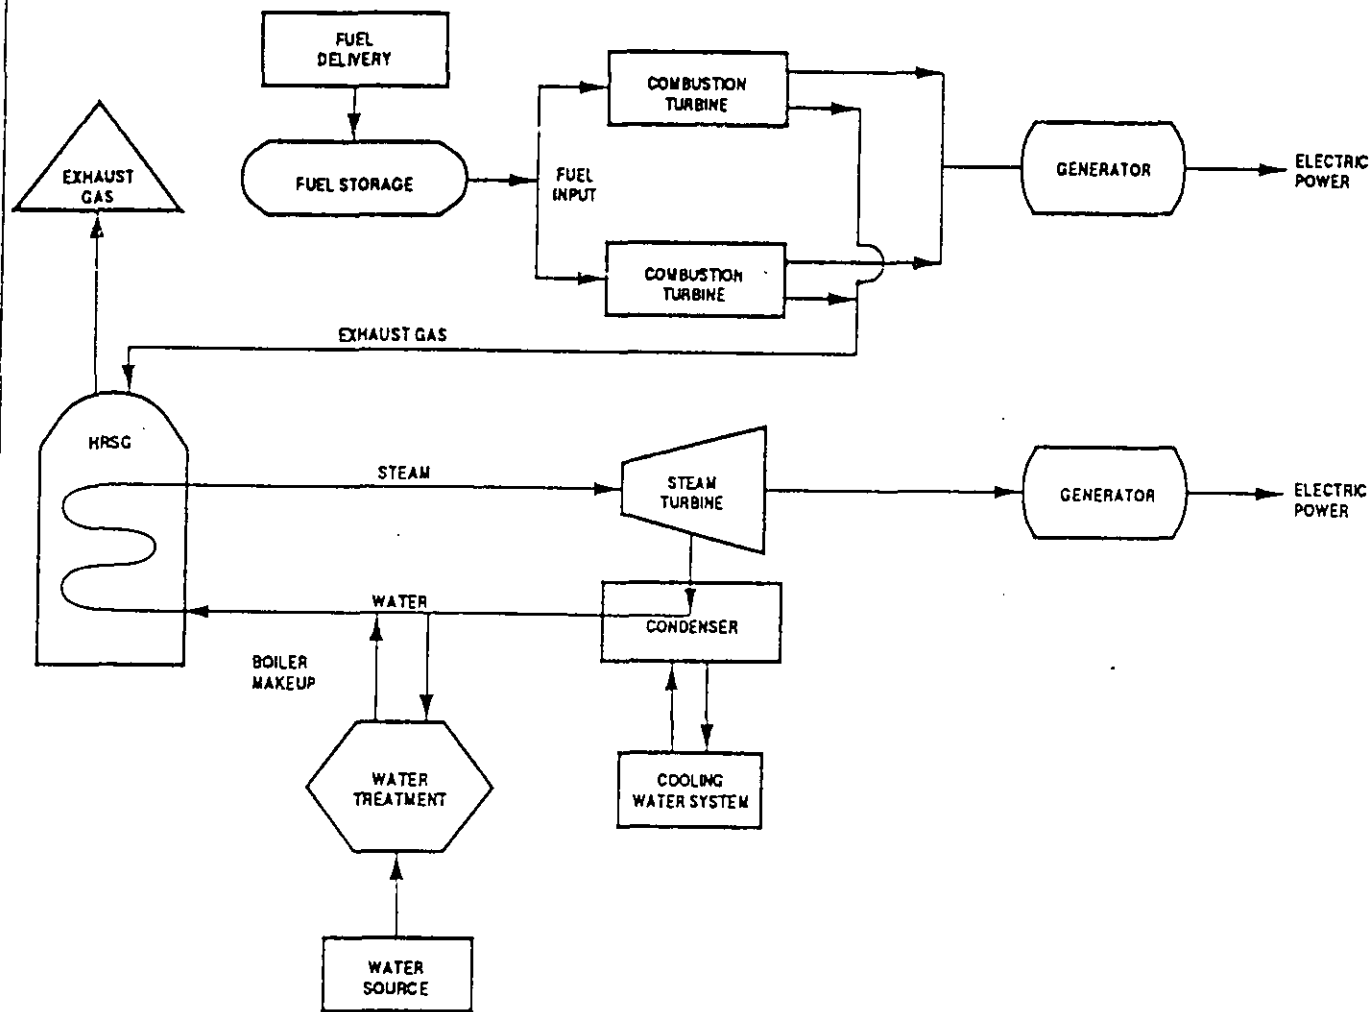 FUEL
DELIVERY
COMBUSTION
TURBINE
EXHAUST
GAS
FUEL STORAGE
FUEL
INPUT
GENERATOR
ELECTRIC
POWER
COMBUSTION
TURBINE
EXHAUST GAS
HRSG
STEAM
STEAM
TURBINE
GENERATOR
ELECTRIC
POWER
WATER
CONDENSER
BOILER
MAKEUP
WATER
TREATMENT
COOLING
WATER SYSTEM
WATER
SOURCE